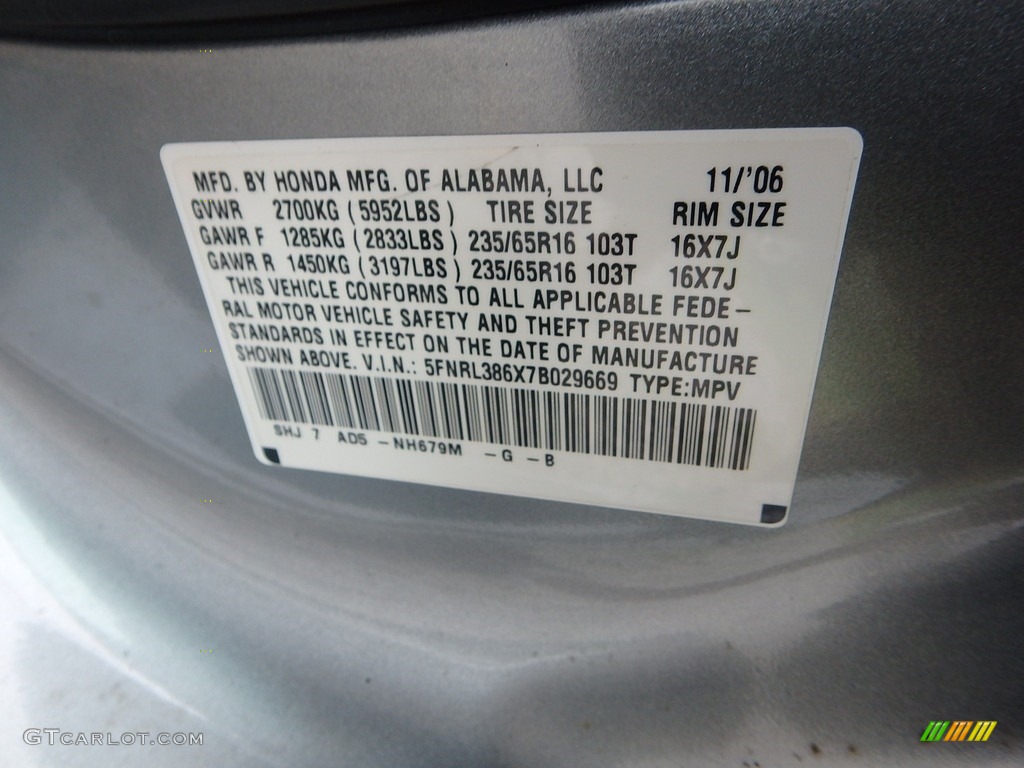 MFD. BY HONDA MFG. OF ALABAMA, LLC 11/'06
GVWR 2700KG (5952LBS) TIRE SIZE RIM SIZE
GAWR F 1285KG (2833LBS) 235/65R16 103T 16X7J
GAWR R 1450KG (3197LBS) 235/65R16 103T 16X7J
THIS VEHICLE CONFORMS TO ALL APPLICABLE FEDE-
RAL MOTOR VEHICLE SAFETY AND THEFT PREVENTION
STANDARDS IN EFFECT ON THE DATE OF MANUFACTURE
SHOWN ABOVE. V.I.N.: 5FNRL386X7B029669 TYPE:MPV
SHJ 7 AD5 -NH679M -G -B
GTCARLOT.COM